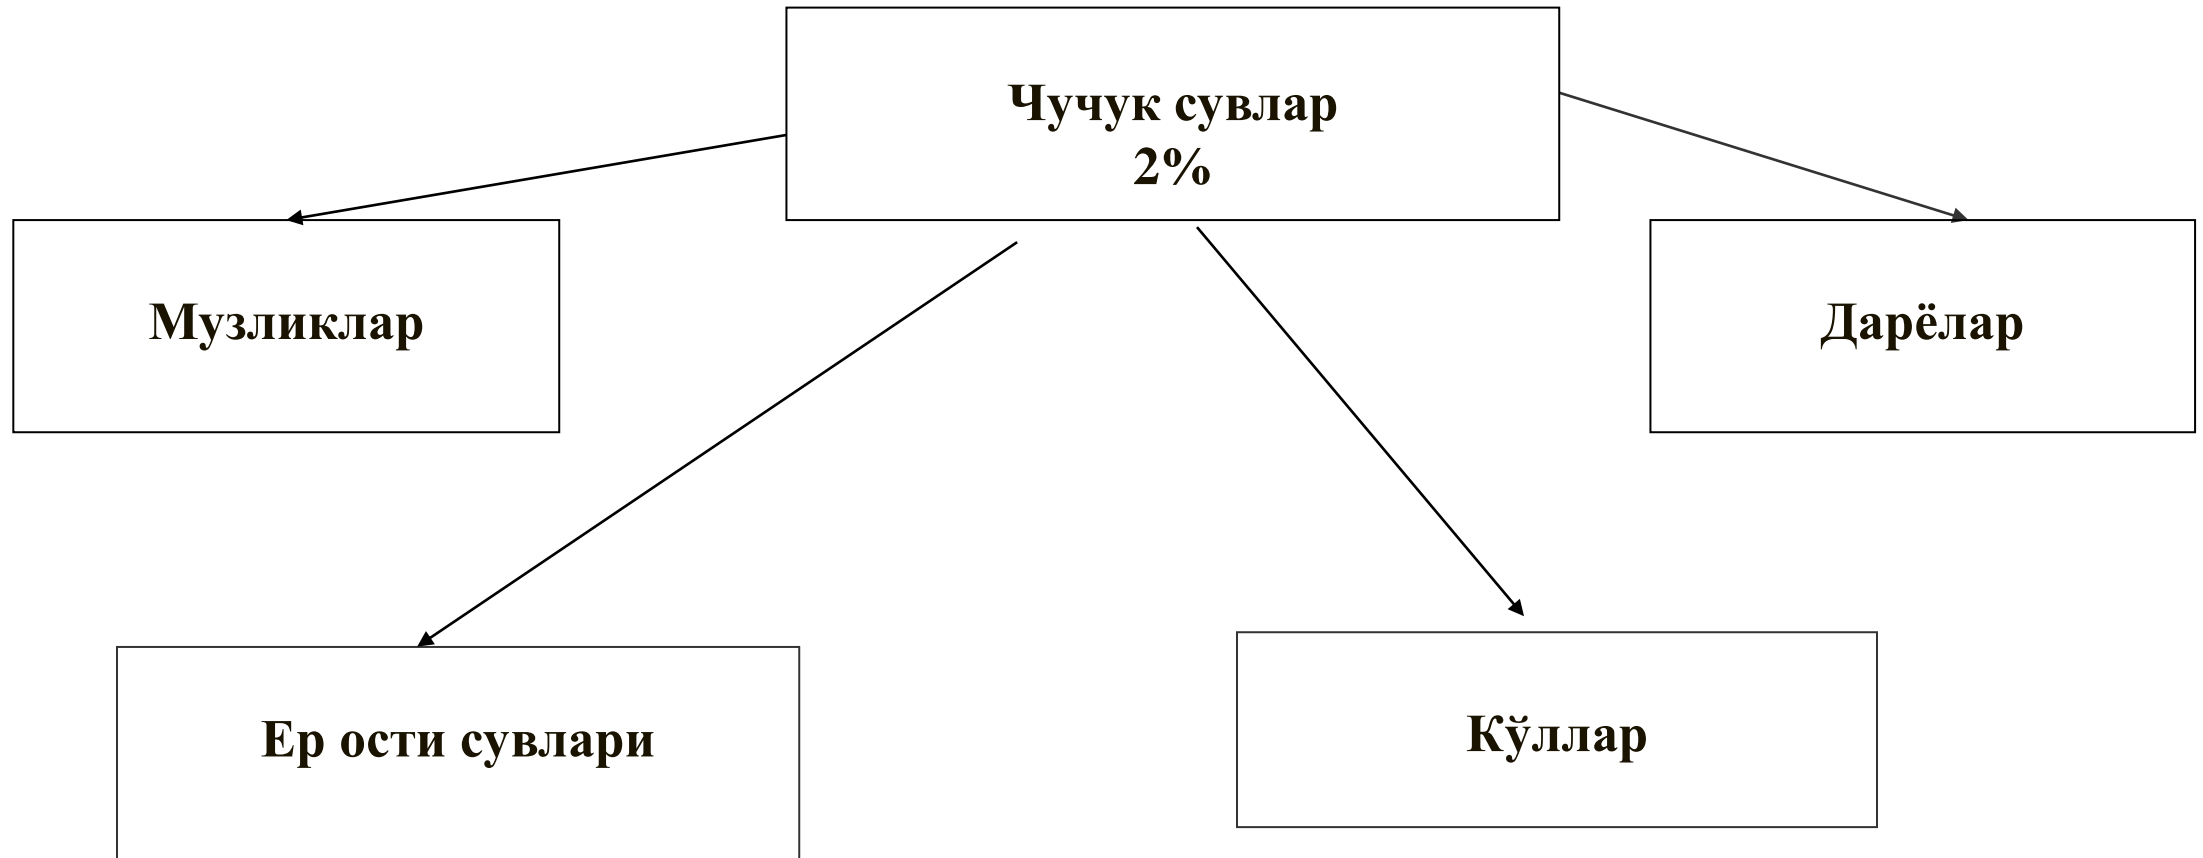 Чучук сувлар
2%
Музликлар
Дарёлар
Ер ости сувлари
Кўллар